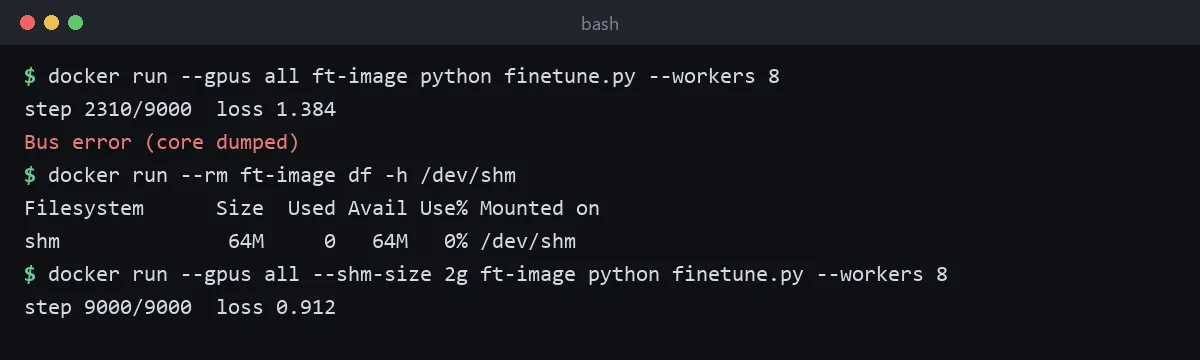 bash
$ docker run --gpus all ft-image python finetune.py --workers 8
step 2310/9000  loss 1.384
Bus error (core dumped)
$ docker run --rm ft-image df -h /dev/shm
Filesystem      Size  Used Avail Use% Mounted on
shm              64M     0   64M   0% /dev/shm
$ docker run --gpus all --shm-size 2g ft-image python finetune.py --workers 8
step 9000/9000  loss 0.912